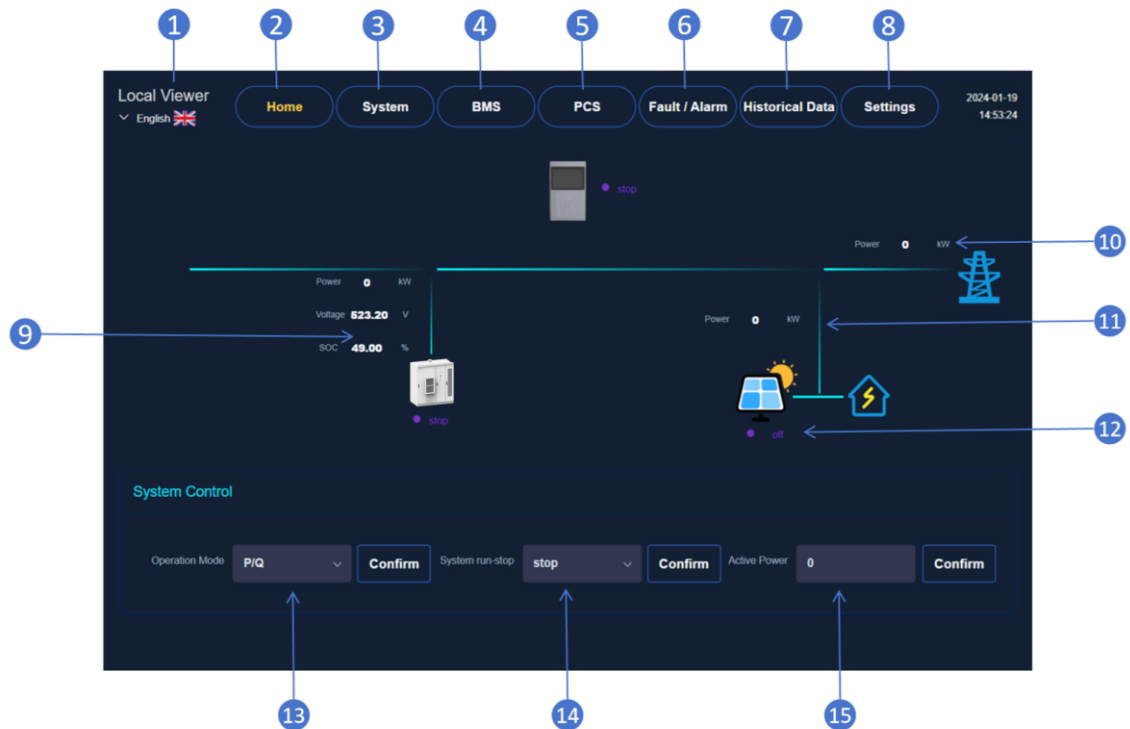 1 2 3 4 5 6 7 8
Local Viewer
English
Home
System
BMS
PCS
Fault / Alarm
Historical Data
Settings
2024-01-19
14:53:24
stop
Power 0 kW
10
Power 0 kW
Voltage 523.20 V
SOC 49.00 %
9
Power 0 kW
11
stop
off
12
System Control
Operation Mode P/Q Confirm System run-stop stop Confirm Active Power 0 Confirm
13 14 15